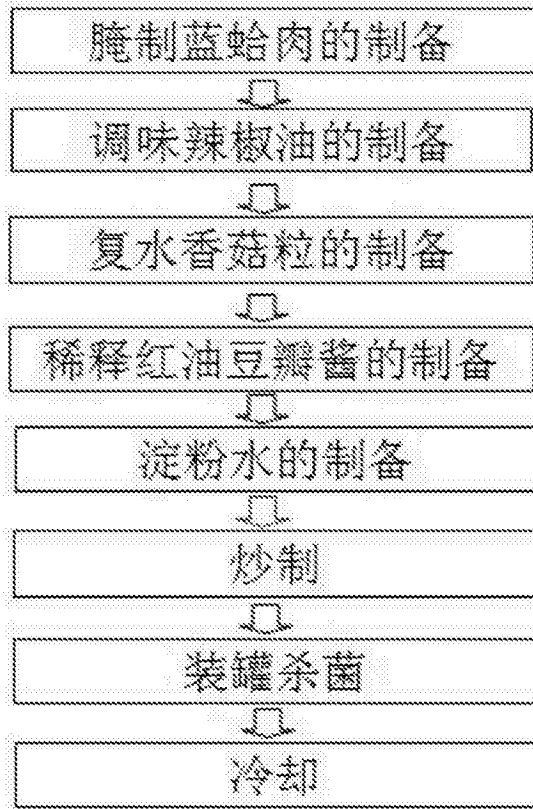 腌制蓝蛤肉的制备
调味辣椒油的制备
复水香菇粒的制备
稀释红油豆瓣酱的制备
淀粉水的制备
炒制
装罐杀菌
冷却